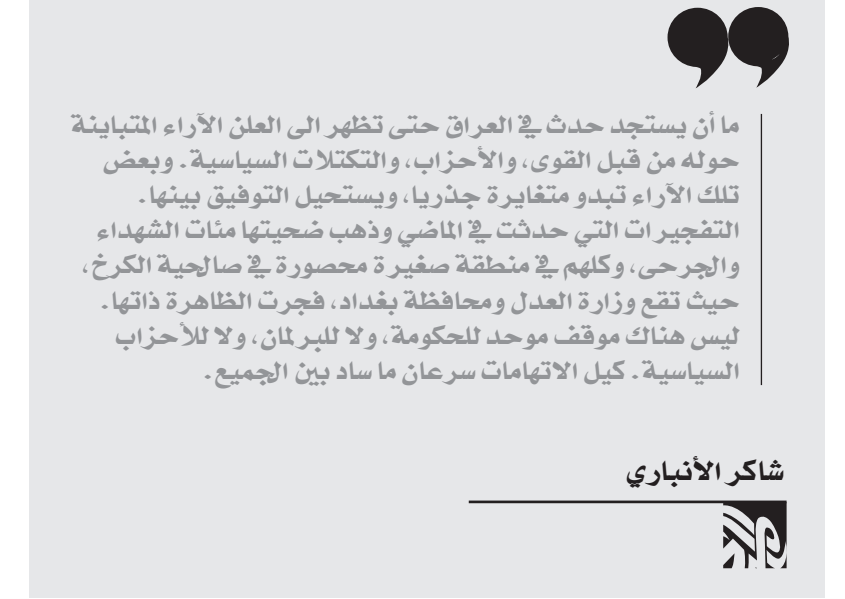 ما أن يستجد حدث في العراق حتى تظهر الى العلن الآراء المتباينة
حوله من قبل القوى، والأحزاب، والتكتلات السياسية. وبعض
تلك الآراء تبدو متغايرة جذريا، ويستحيل التوفيق بينها.
التفجيرات التي حدثت في الماضي وذهب ضحيتها مئات الشهداء
والجرحى، وكلهم في منطقة صغيرة محصورة في صالحية الكرخ،
حيث تقع وزارة العدل ومحافظة بغداد، فجرت الظاهرة ذاتها.
ليس هناك موقف موحد للحكومة، ولا للبرلمان، ولا للأحزاب
السياسية. كيل الاتهامات سرعان ما ساد بين الجميع.
شاكر الأنباري